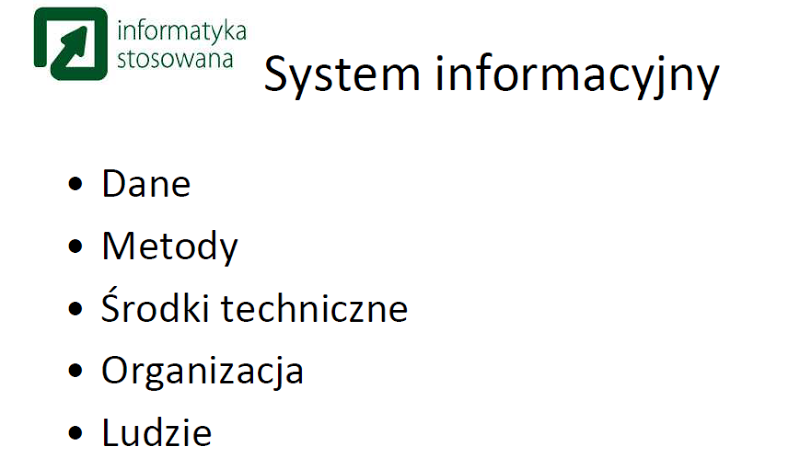 informatyka
stosowana
System informacyjny
• Dane
• Metody
• Środki techniczne
• Organizacja
• Ludzie